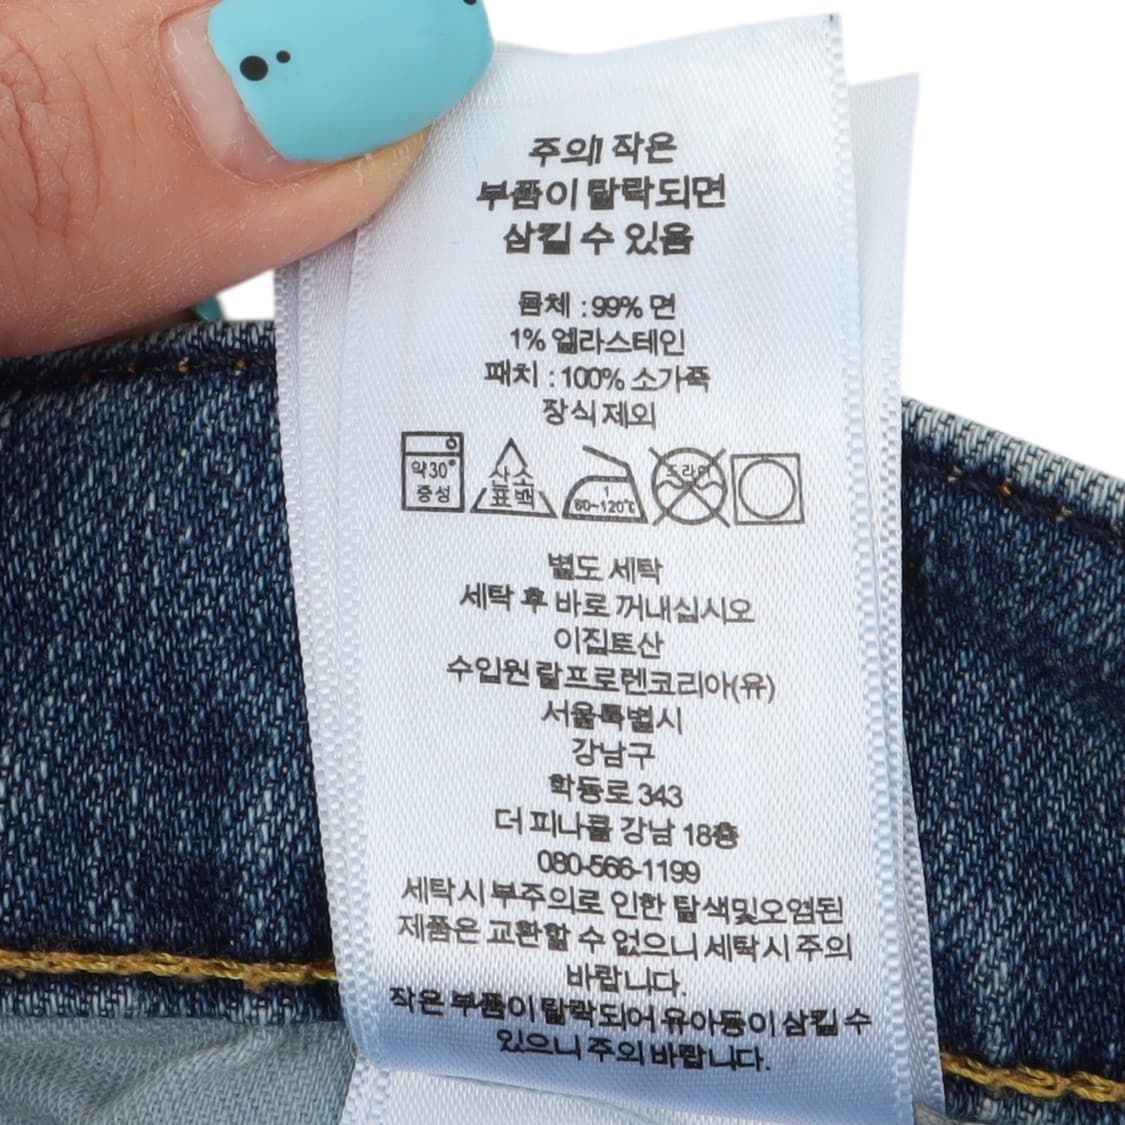 주의! 작은
부품이 탈락되면
삼킬 수 있음
몸체 : 99% 면
1% 엘라스테인
패치 : 100% 소가죽
장식 제외
약30° 중성
산소 표백
1 80~120℃
드라이
별도 세탁
세탁 후 바로 꺼내십시오
이집트산
수입원 랄프로렌코리아(유)
서울특별시
강남구
학동로 343
더 피나클 강남 18층
080-566-1199
세탁시 부주의로 인한 탈색및오염된
제품은 교환할 수 없으니 세탁시 주의
바랍니다.
작은 부품이 탈락되어 유아등이 삼킬 수
있으니 주의 바랍니다.